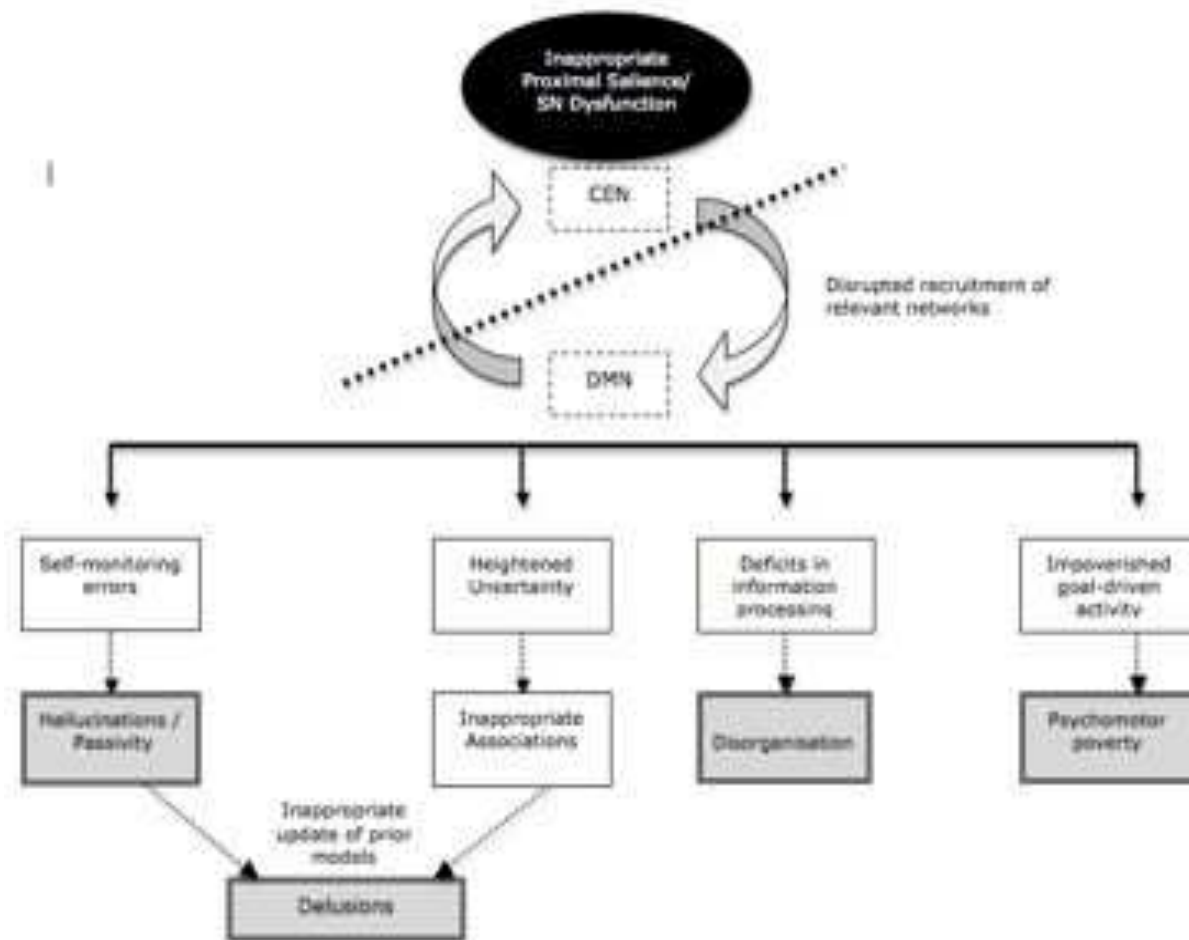 Inappropriate
Proximal Salience/
SN Dysfunction
CEN
Disrupted recruitment of
relevant networks
DMN
Self-monitoring
errors
Heightened
Uncertainty
Deficits in
information
processing
Impoverished
goal-driven
activity
Hallucinations /
Passivity
Inappropriate
Associations
Disorganisation
Psychomotor
poverty
Inappropriate
update of prior
models
Delusions